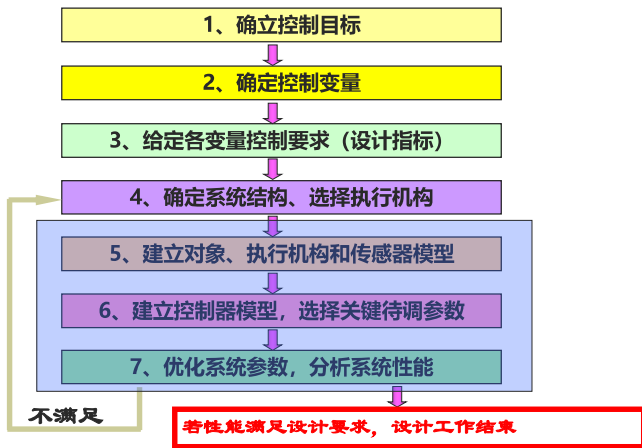 1、确立控制目标
2、确定控制变量
3、给定各变量控制要求（设计指标）
4、确定系统结构、选择执行机构
5、建立对象、执行机构和传感器模型
6、建立控制器模型，选择关键待调参数
7、优化系统参数，分析系统性能
不满足
若性能满足设计要求，设计工作结束